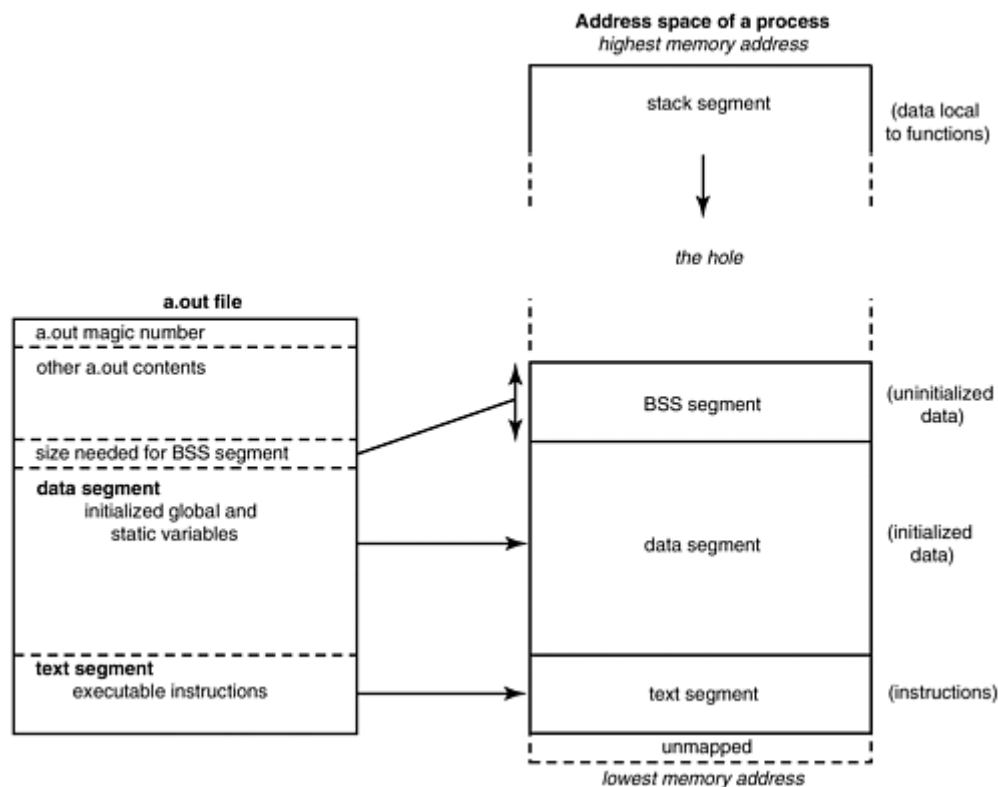 Address space of a process
highest memory address
stack segment
(data local
to functions)
the hole
a.out file
a.out magic number
other a.out contents
size needed for BSS segment
data segment
initialized global and
static variables
text segment
executable instructions
BSS segment
(uninitialized
data)
data segment
(initialized
data)
text segment
(instructions)
unmapped
lowest memory address